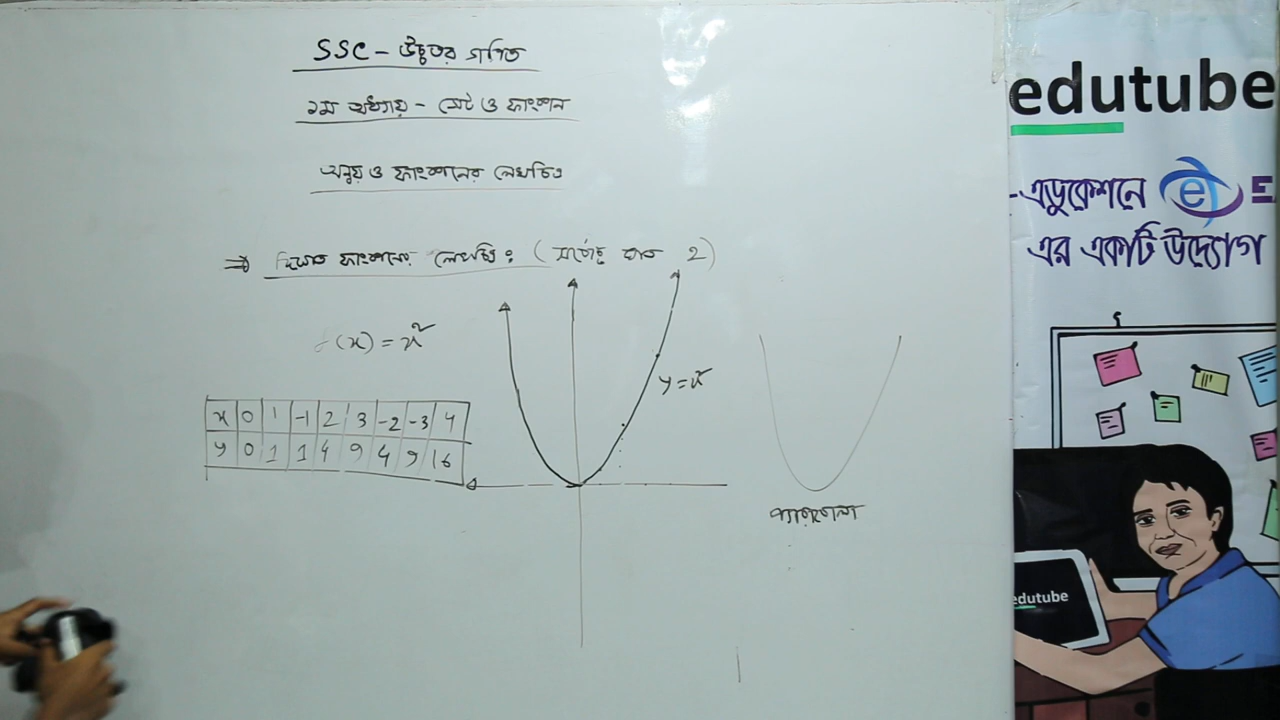 SSC - উচ্চতর গণিত
১ম অধ্যায় - সেট ও ফাংশন
অন্বয় ও ফাংশনের লেখচিত্র
⇒ দ্বিঘাত ফাংশনের লেখচিত্র : ( সর্বোচ্চ ঘাত 2 )
f(x) = x²
x 0 1 -1 2 3 -2 -3 4
y 0 1 1 4 9 4 9 16
y = x²
প্যারাবোলা
edutube
-এডুকেশনে e E
এর একটি উদ্যোগ
edutube